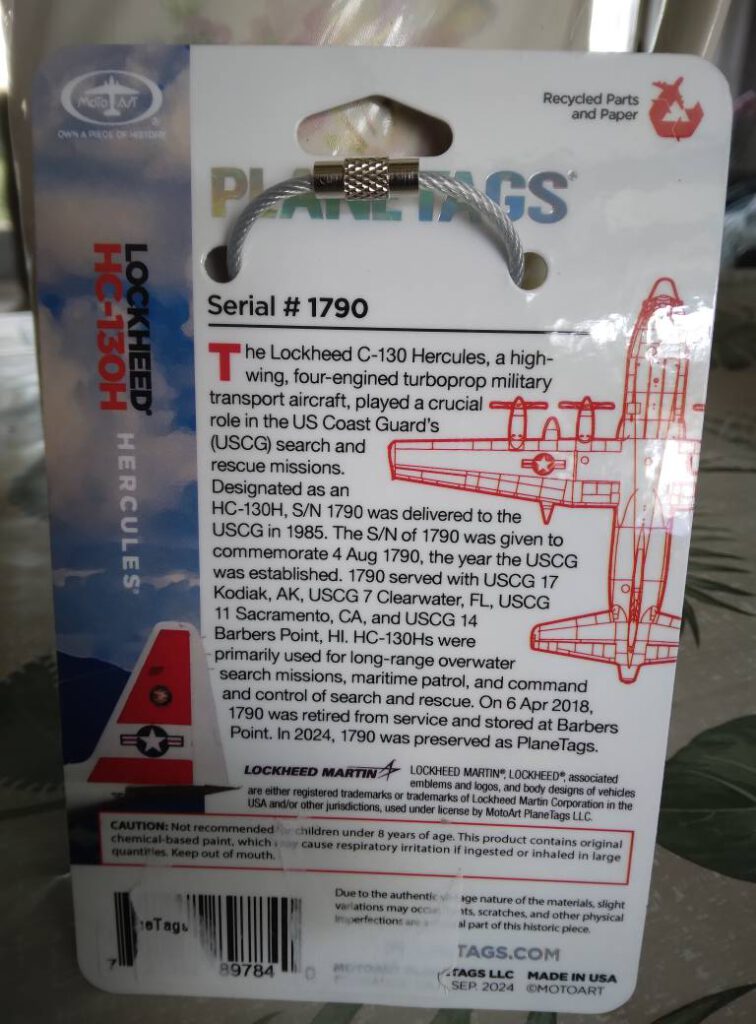 MotoArt
OWN A PIECE OF HISTORY
Recycled Parts
and Paper
PLANETAGS
LOCKHEED
HC-130H
HERCULES
Serial # 1790
The Lockheed C-130 Hercules, a high-
wing, four-engined turboprop military
transport aircraft, played a crucial
role in the US Coast Guard's
(USCG) search and
rescue missions.
Designated as an
HC-130H, S/N 1790 was delivered to the
USCG in 1985. The S/N of 1790 was given to
commemorate 4 Aug 1790, the year the USCG
was established. 1790 served with USCG 17
Kodiak, AK, USCG 7 Clearwater, FL, USCG
11 Sacramento, CA, and USCG 14
Barbers Point, HI. HC-130Hs were
primarily used for long-range overwater
search missions, maritime patrol, and command
and control of search and rescue. On 6 Apr 2018,
1790 was retired from service and stored at Barbers
Point. In 2024, 1790 was preserved as PlaneTags.
LOCKHEED MARTIN LOCKHEED MARTIN®, LOCKHEED®, associated
emblems and logos, and body designs of vehicles
are either registered trademarks or trademarks of Lockheed Martin Corporation in the
USA and/or other jurisdictions, used under license by MotoArt PlaneTags LLC.
CAUTION: Not recommended children under 8 years of age. This product contains original
chemical-based paint, which may cause respiratory irritation if ingested or inhaled in large
quantities. Keep out of mouth.
Due to the authentic nature of the materials, slight
variations may scratches, and other physical
imperfections are part of this historic piece.
neTags
7 89784 0
TAGS.COM
TAGS LLC MADE IN USA
SEP. 2024 ©MOTOART